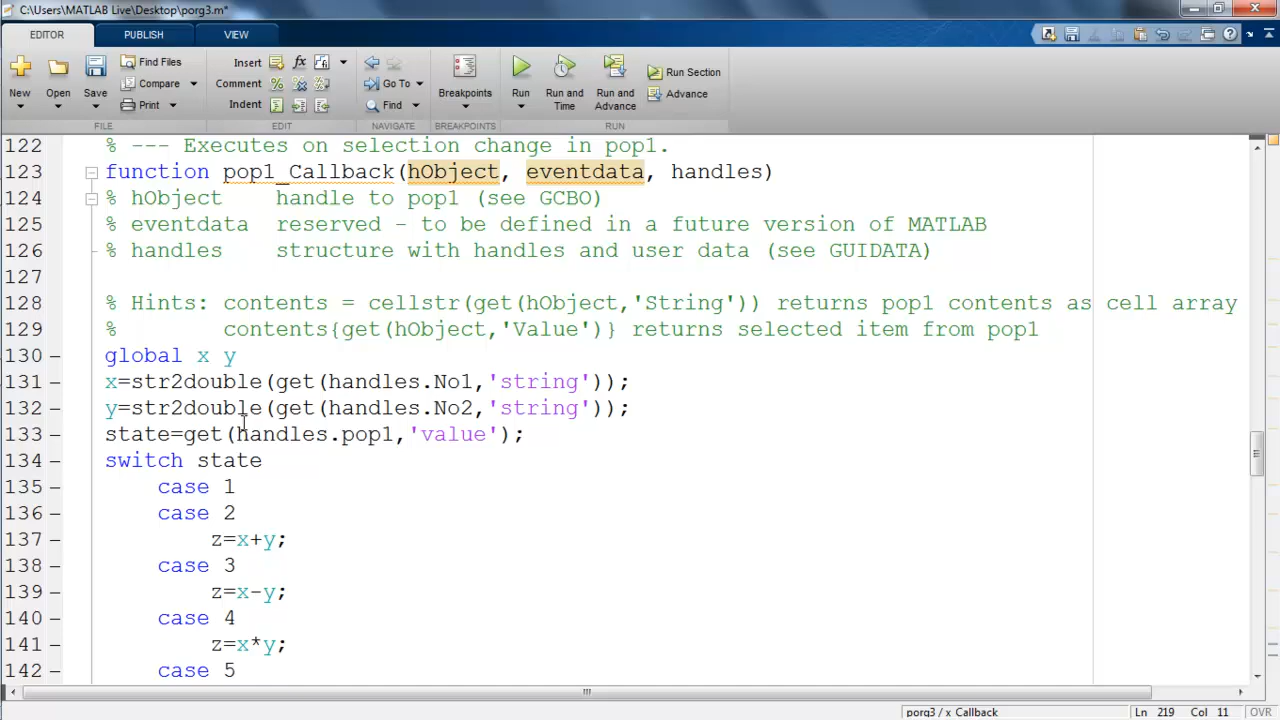 C:\Users\MATLAB Live\Desktop\porg3.m*
EDITOR PUBLISH VIEW
New Open Save
Find Files
Compare
Print
FILE
Insert fx
Comment
Indent
EDIT
Go To
Find
NAVIGATE
Breakpoints
BREAKPOINTS
Run
Run and Time
Run and Advance
Run Section
Advance
RUN
122 % --- Executes on selection change in pop1.
123 function pop1_Callback(hObject, eventdata, handles)
124 % hObject    handle to pop1 (see GCBO)
125 % eventdata  reserved - to be defined in a future version of MATLAB
126 % handles    structure with handles and user data (see GUIDATA)
127
128 % Hints: contents = cellstr(get(hObject,'String')) returns pop1 contents as cell array
129 %        contents{get(hObject,'Value')} returns selected item from pop1
130 – global x y
131 – x=str2double(get(handles.No1,'string'));
132 – y=str2double(get(handles.No2,'string'));
133 – state=get(handles.pop1,'value');
134 – switch state
135 –     case 1
136 –     case 2
137 –         z=x+y;
138 –     case 3
139 –         z=x-y;
140 –     case 4
141 –         z=x*y;
142 –     case 5
porg3 / x Callback Ln 219 Col 11 OVR